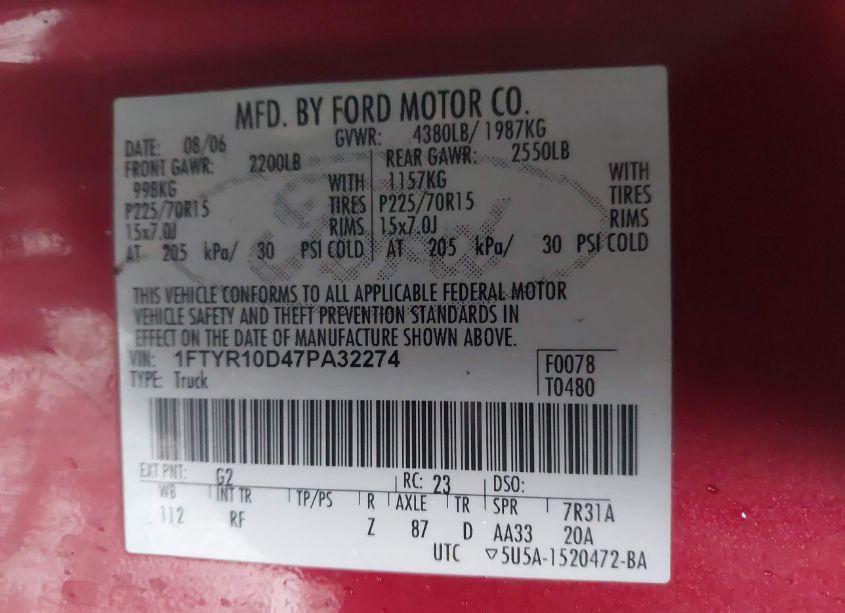 MFD. BY FORD MOTOR CO.
DATE: 08/06 GVWR: 4380LB/ 1987KG
FRONT GAWR: 2200LB REAR GAWR: 2550LB
998KG WITH 1157KG WITH
P225/70R15 TIRES P225/70R15 TIRES
15x7.0J RIMS 15x7.0J RIMS
AT 205 kPa/ 30 PSI COLD AT 205 kPa/ 30 PSI COLD
THIS VEHICLE CONFORMS TO ALL APPLICABLE FEDERAL MOTOR
VEHICLE SAFETY AND THEFT PREVENTION STANDARDS IN
EFFECT ON THE DATE OF MANUFACTURE SHOWN ABOVE.
VIN: 1FTYR10D47PA32274 F0078
TYPE: Truck T0480
EXT PNT: G2 RC: 23 DSO:
WB INT TR TP/PS R AXLE TR SPR 7R31A
112 RF Z 87 D AA33 20A
UTC ▽5U5A-1520472-BA